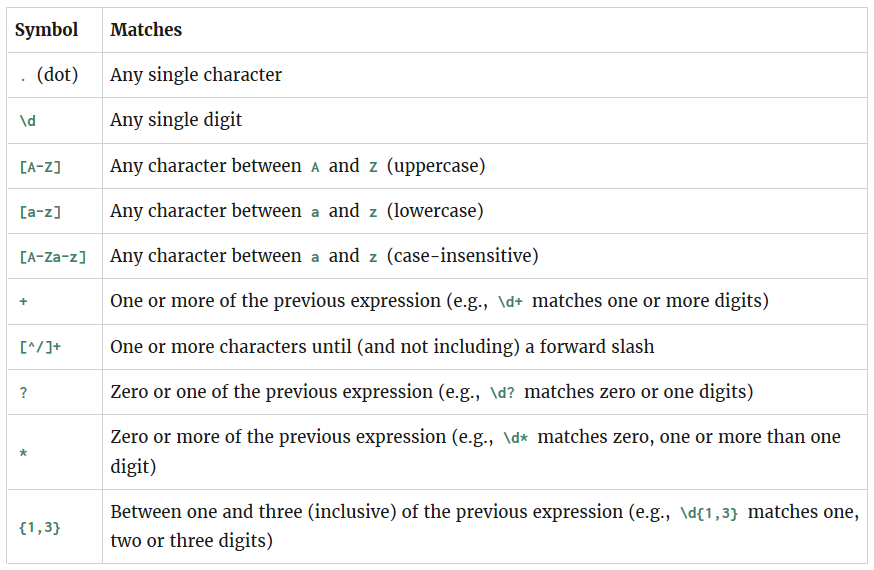 Symbol Matches
. (dot) Any single character
\d Any single digit
[A-Z] Any character between A and Z (uppercase)
[a-z] Any character between a and z (lowercase)
[A-Za-z] Any character between a and z (case-insensitive)
+ One or more of the previous expression (e.g., \d+ matches one or more digits)
[^/]+ One or more characters until (and not including) a forward slash
? Zero or one of the previous expression (e.g., \d? matches zero or one digits)
* Zero or more of the previous expression (e.g., \d* matches zero, one or more than one
digit)
{1,3} Between one and three (inclusive) of the previous expression (e.g., \d{1,3} matches one,
two or three digits)